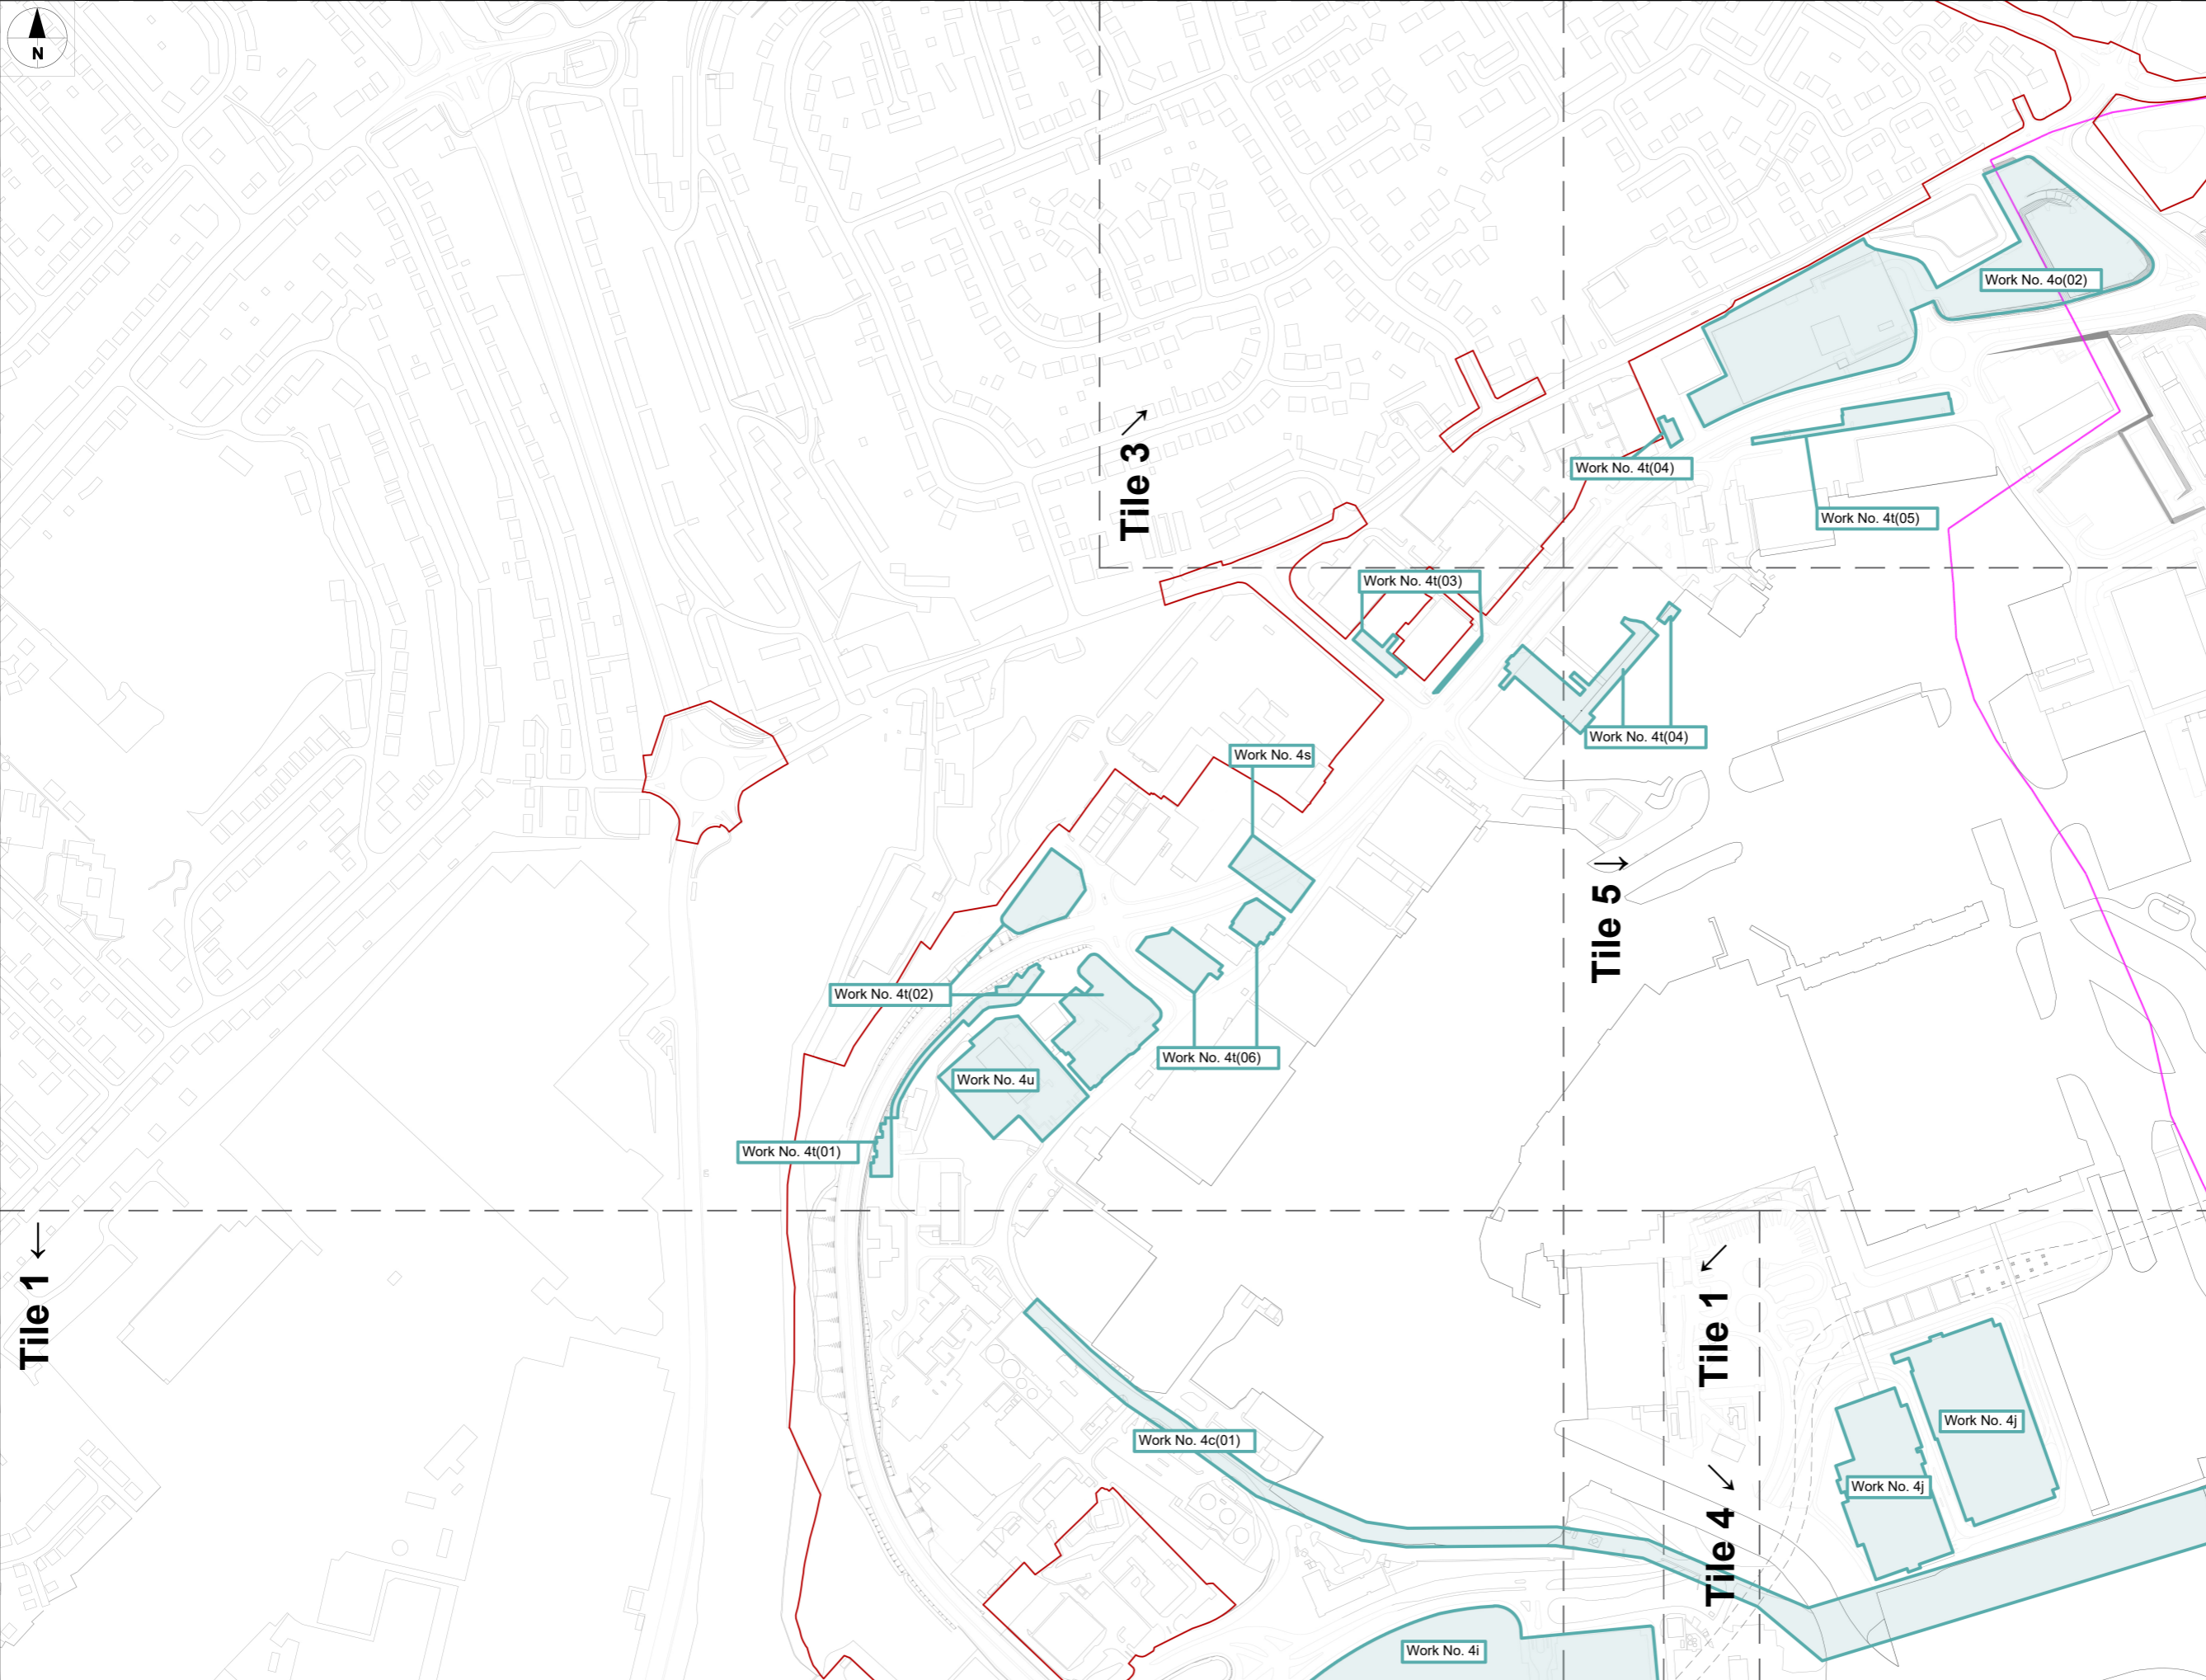 N
Work No. 4o(02)
Tile 3
Work No. 4t(04)
Work No. 4t(05)
Work No. 4t(03)
Work No. 4t(04)
Work No. 4s
Tile 5
Work No. 4t(02)
Work No. 4t(06)
Work No. 4u
Work No. 4t(01)
Tile 1
Tile 1
Work No. 4j
Work No. 4c(01)
Work No. 4j
Tile 4
Work No. 4i